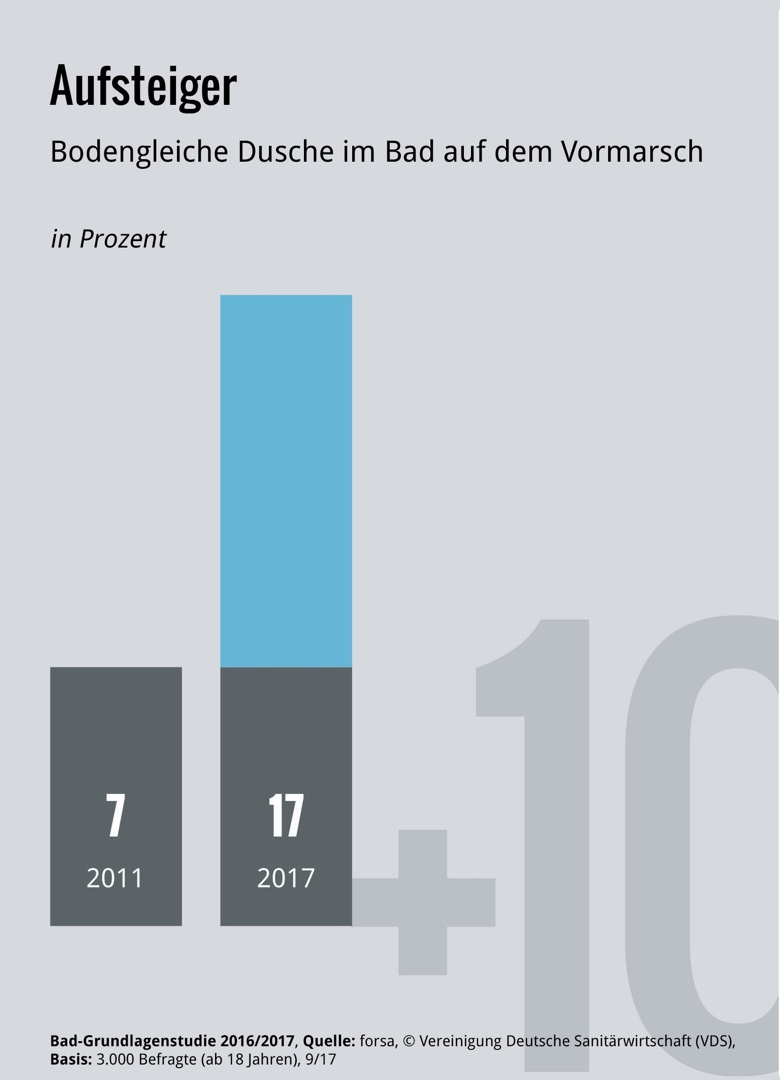 Aufsteiger
Bodengleiche Dusche im Bad auf dem Vormarsch
in Prozent
7
2011
17
2017
+10
Bad-Grundlagenstudie 2016/2017, Quelle: forsa, © Vereinigung Deutsche Sanitärwirtschaft (VDS),
Basis: 3.000 Befragte (ab 18 Jahren), 9/17